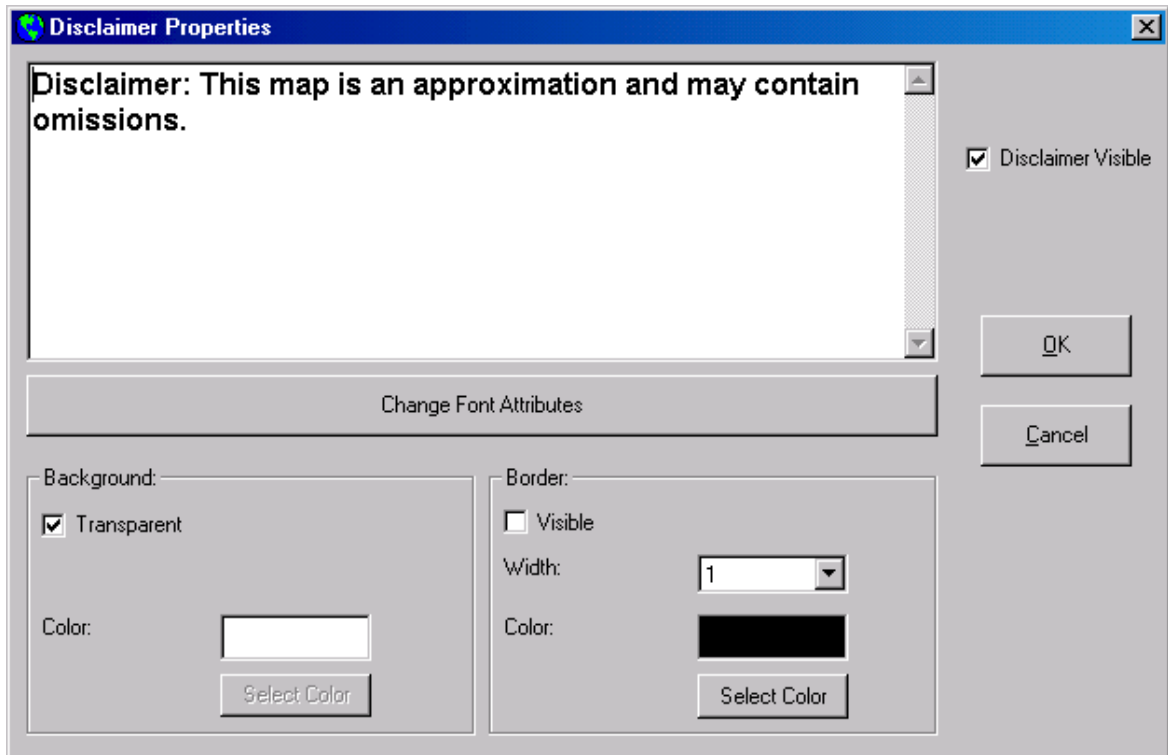 Disclaimer Properties
Disclaimer: This map is an approximation and may contain
omissions.
Disclaimer Visible
OK
Change Font Attributes
Cancel
Background:
Transparent
Color:
Select Color
Border:
Visible
Width:
1
Color:
Select Color